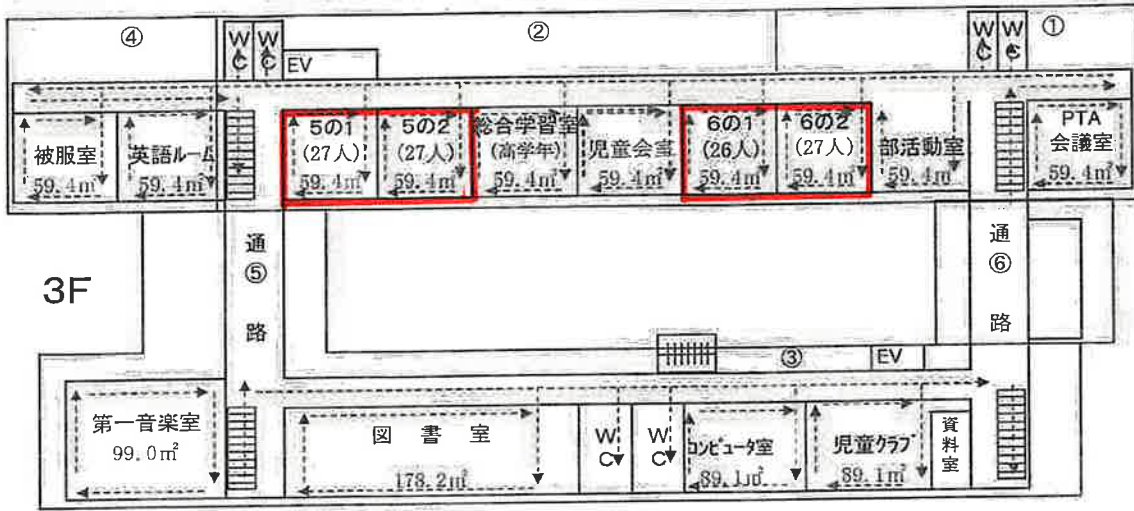 ④
WC
WC
②
WC
WC
①
EV
被服室
59.4㎡
英語ルーム
59.4㎡
5の1
(27人)
59.4㎡
5の2
(27人)
59.4㎡
総合学習室
(高学年)
59.4㎡
児童会室
59.4㎡
6の1
(26人)
59.4㎡
6の2
(27人)
59.4㎡
部活動室
59.4㎡
PTA
会議室
59.4㎡
3F
通
⑤
路
通
⑥
路
③
EV
第一音楽室
99.0㎡
図書室
178.2㎡
WC
WC
コンピュータ室
89.1㎡
児童クラブ
89.1㎡
資料室